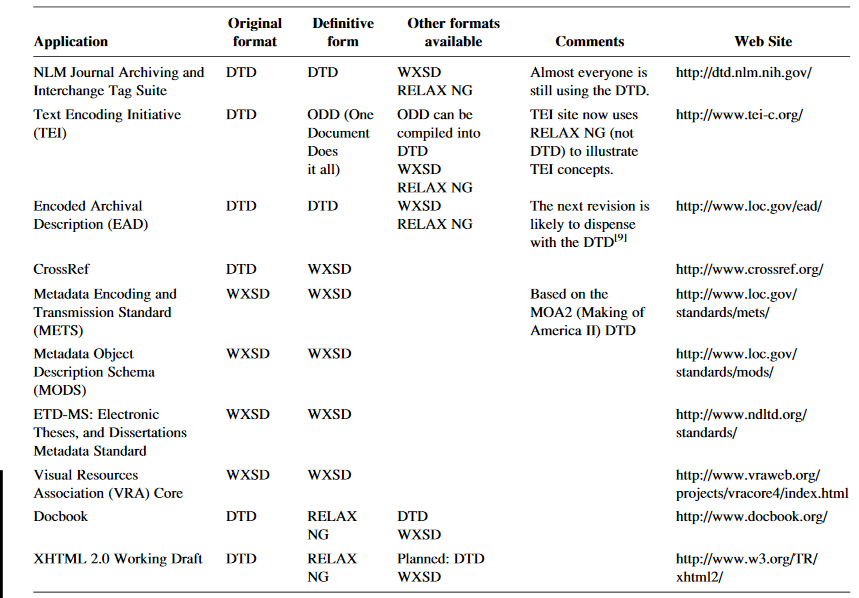 Application Original format Definitive form Other formats available Comments Web Site
NLM Journal Archiving and DTD DTD WXSD Almost everyone is http://dtd.nlm.nih.gov/
Interchange Tag Suite RELAX NG still using the DTD.
Text Encoding Initiative DTD ODD (One ODD can be TEI site now uses http://www.tei-c.org/
(TEI) Document compiled into RELAX NG (not
Does DTD DTD) to illustrate
it all) WXSD TEI concepts.
RELAX NG
Encoded Archival DTD DTD WXSD The next revision is http://www.loc.gov/ead/
Description (EAD) RELAX NG likely to dispense
with the DTD[9]
CrossRef DTD WXSD http://www.crossref.org/
Metadata Encoding and WXSD WXSD Based on the http://www.loc.gov/
Transmission Standard MOA2 (Making of standards/mets/
(METS) America II) DTD
Metadata Object WXSD WXSD http://www.loc.gov/
Description Schema standards/mods/
(MODS)
ETD-MS: Electronic WXSD WXSD http://www.ndltd.org/
Theses, and Dissertations standards/
Metadata Standard
Visual Resources WXSD WXSD http://www.vraweb.org/
Association (VRA) Core projects/vracore4/index.html
Docbook DTD RELAX DTD http://www.docbook.org/
NG WXSD
XHTML 2.0 Working Draft DTD RELAX Planned: DTD http://www.w3.org/TR/
NG WXSD xhtml2/